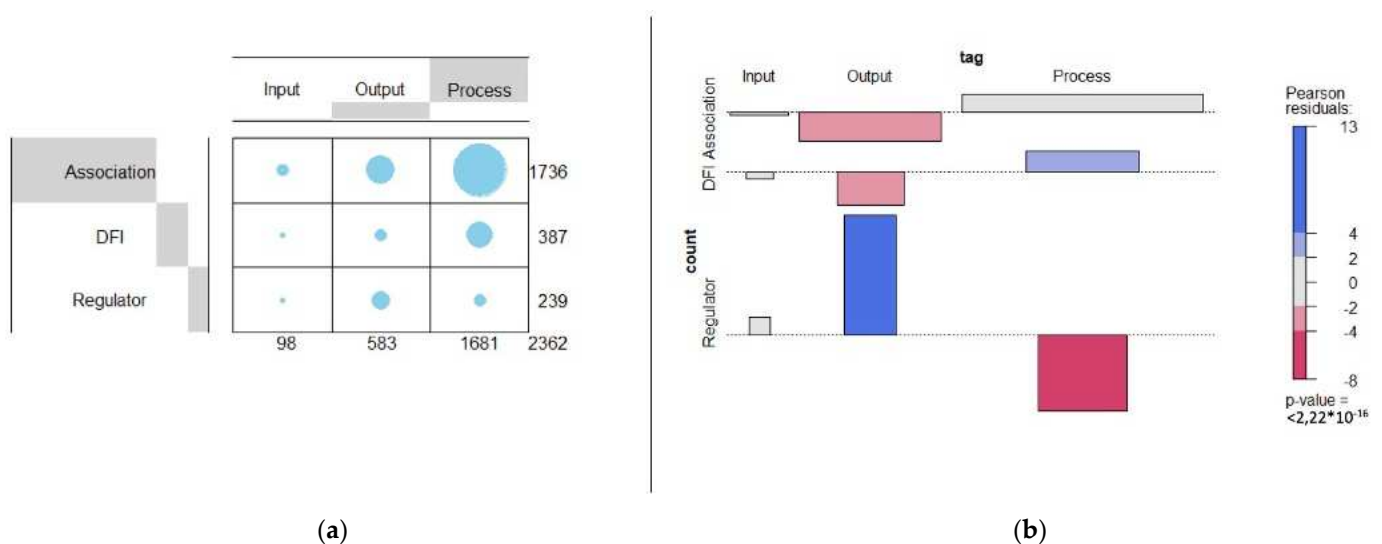 Input Output Process
Association 1736
DFI 387
Regulator 239
98 583 1681 2362
(a)
tag
Input Output Process
count
Regulator DFI Association
Pearson
residuals:
13
4
2
0
-2
-4
-8
p-value =
<2,22*10⁻¹⁶
(b)